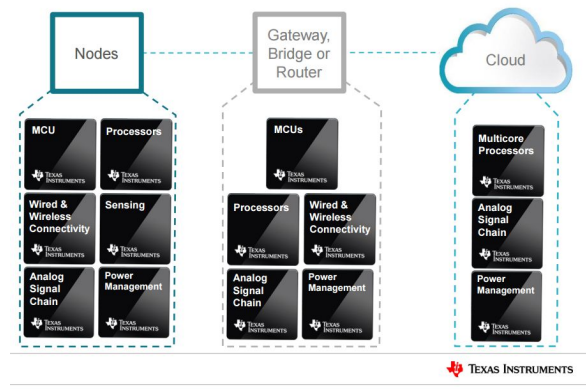 Nodes
Gateway,
Bridge or
Router
Cloud
MCU
TEXAS
INSTRUMENTS
Processors
TEXAS
INSTRUMENTS
Wired &
Wireless
Connectivity
TEXAS
INSTRUMENTS
Sensing
TEXAS
INSTRUMENTS
Analog
Signal
Chain
TEXAS
INSTRUMENTS
Power
Management
TEXAS
INSTRUMENTS
MCUs
TEXAS
INSTRUMENTS
Processors
TEXAS
INSTRUMENTS
Wired &
Wireless
Connectivity
TEXAS
INSTRUMENTS
Analog
Signal
Chain
TEXAS
INSTRUMENTS
Power
Management
TEXAS
INSTRUMENTS
Multicore
Processors
TEXAS
INSTRUMENTS
Analog
Signal
Chain
TEXAS
INSTRUMENTS
Power
Management
TEXAS
INSTRUMENTS
TEXAS INSTRUMENTS